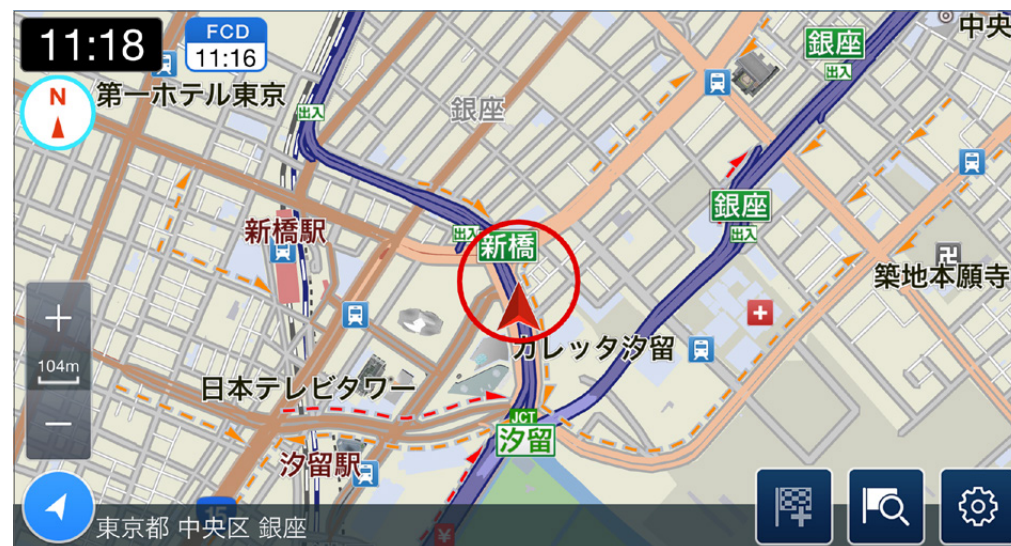 11:18
FCD
11:16
中央
銀座
出入
N
第一ホテル東京
出入
銀座
銀座
出入
新橋駅
出入
新橋
卍
築地本願寺
+
104m
カレッタ汐留
日本テレビタワー
−
JCT
汐留
汐留駅
15
¥
東京都 中央区 銀座